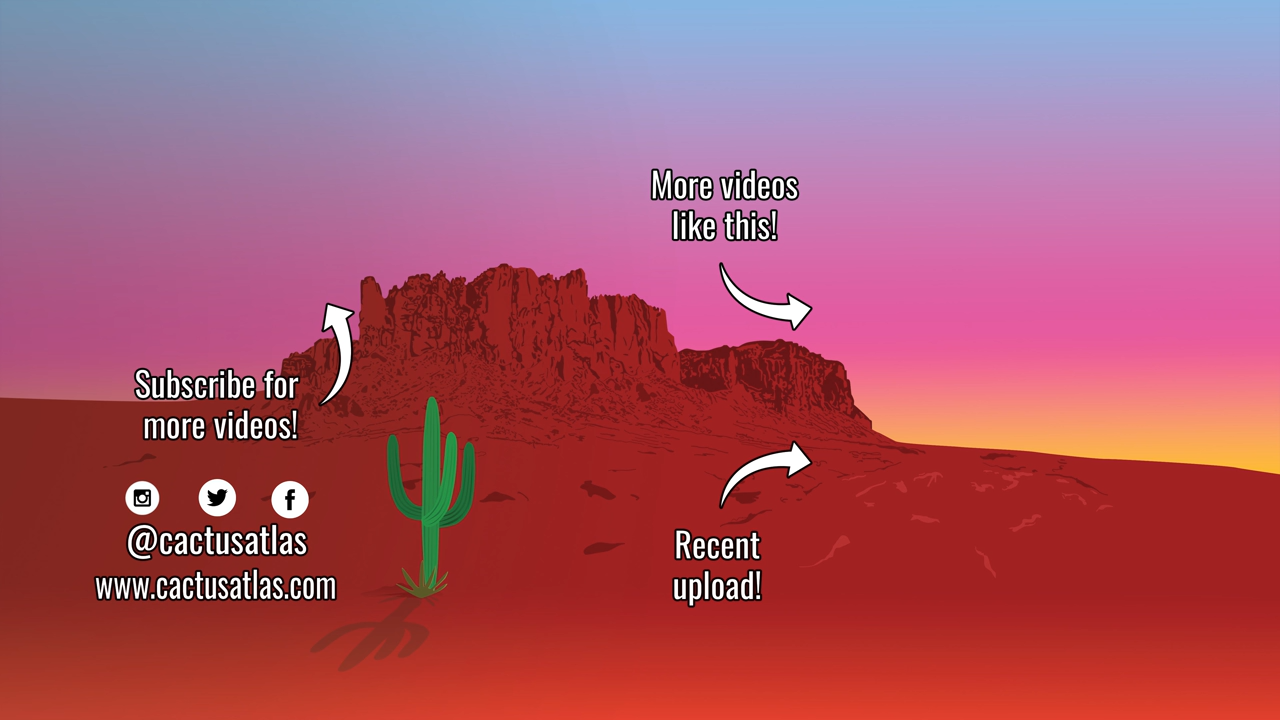 More videos
like this!
Subscribe for
more videos!
@cactusatlas
www.cactusatlas.com
Recent
upload!